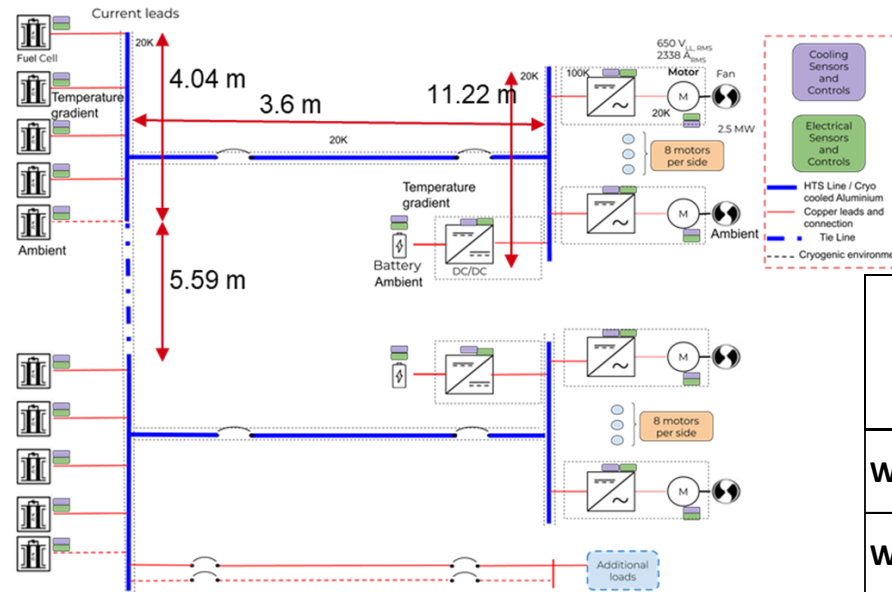 Current leads
Fuel Cell
20K
4.04 m
Temperature
gradient
3.6 m
20K
11.22 m
20K
650 V LL, RMS
2338 A RMS
100K
Motor
Fan
M
20K
2.5 MW
8 motors
per side
Cooling
Sensors
and
Controls
Electrical
Sensors
and
Controls
HTS Line / Cryo
cooled Aluminium
Copper leads and
connection
Tie Line
Cryogenic
Ambient
Temperature
gradient
Battery
Ambient
DC/DC
M
Ambient
5.59 m
M
8 motors
per side
M
Additional
loads
W
W